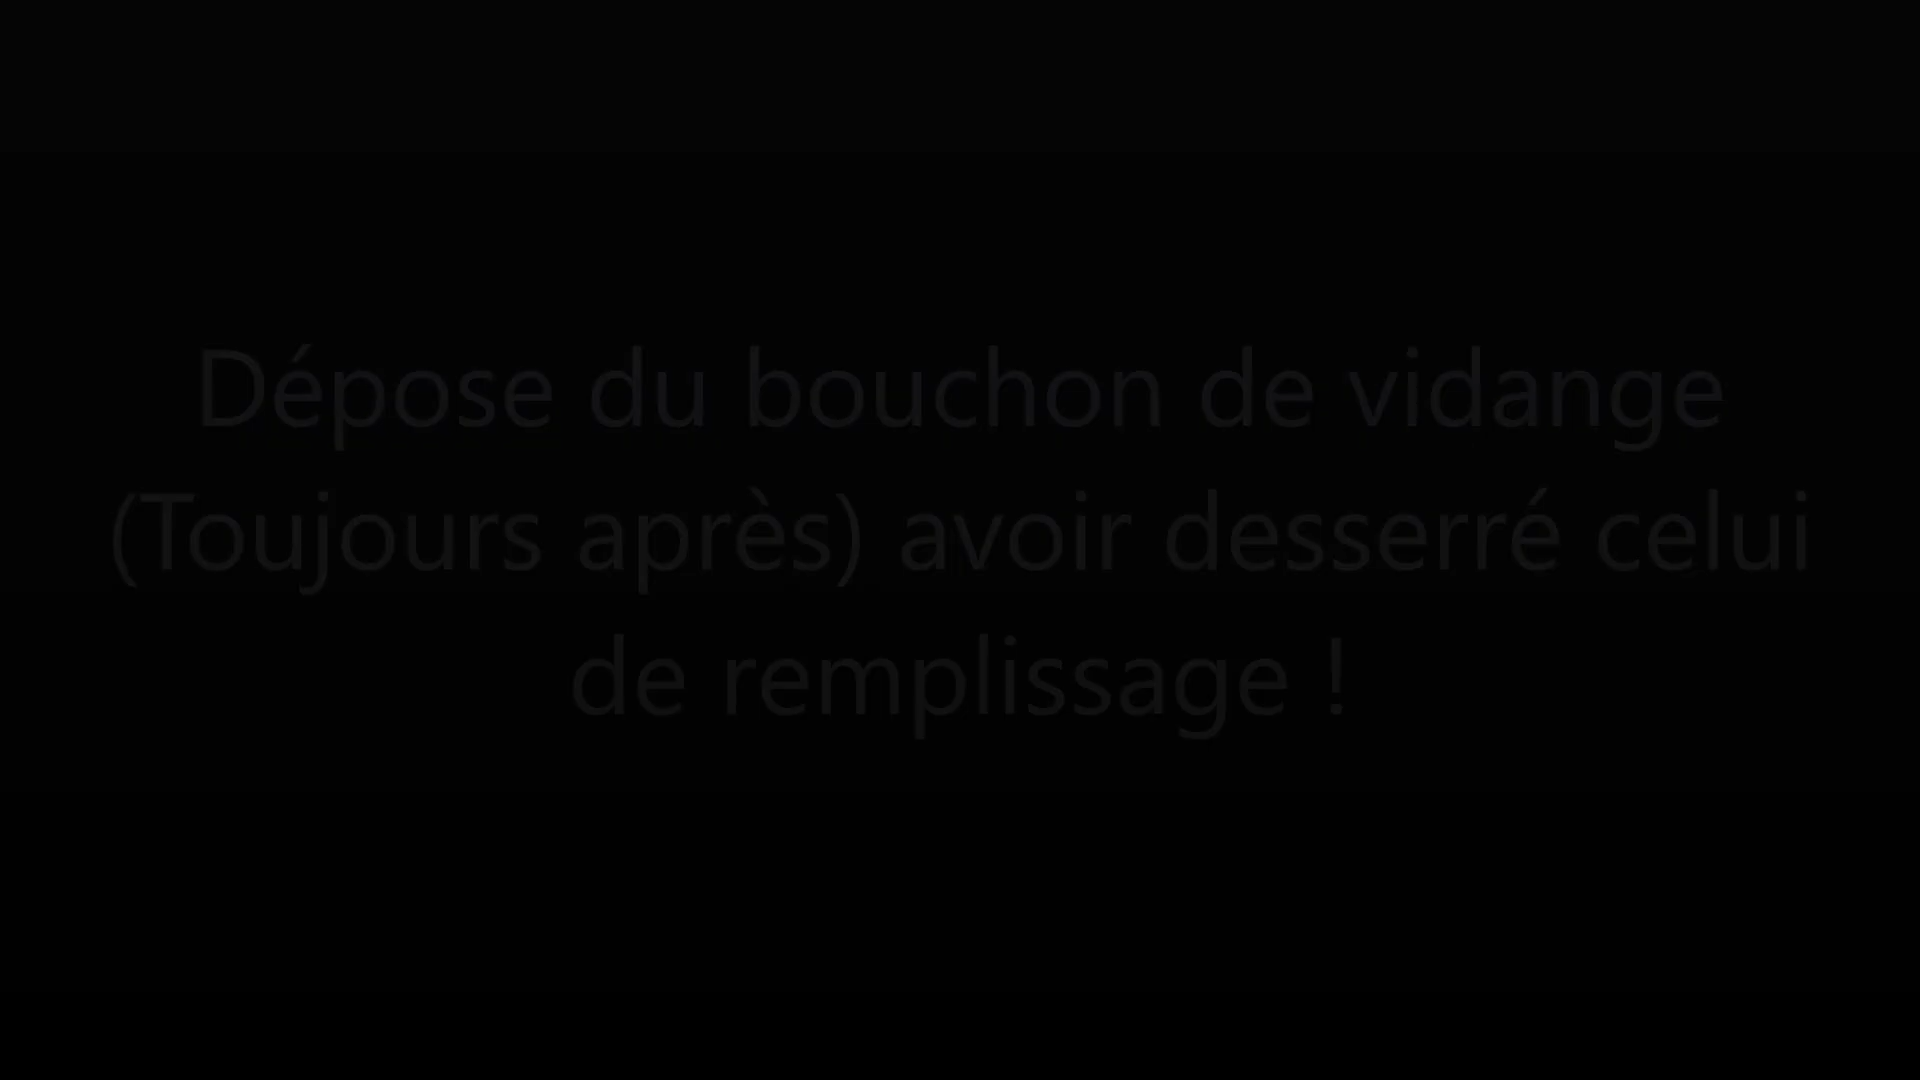 Dépose du bouchon de vidange
(Toujours après) avoir desserré celui
de remplissage !